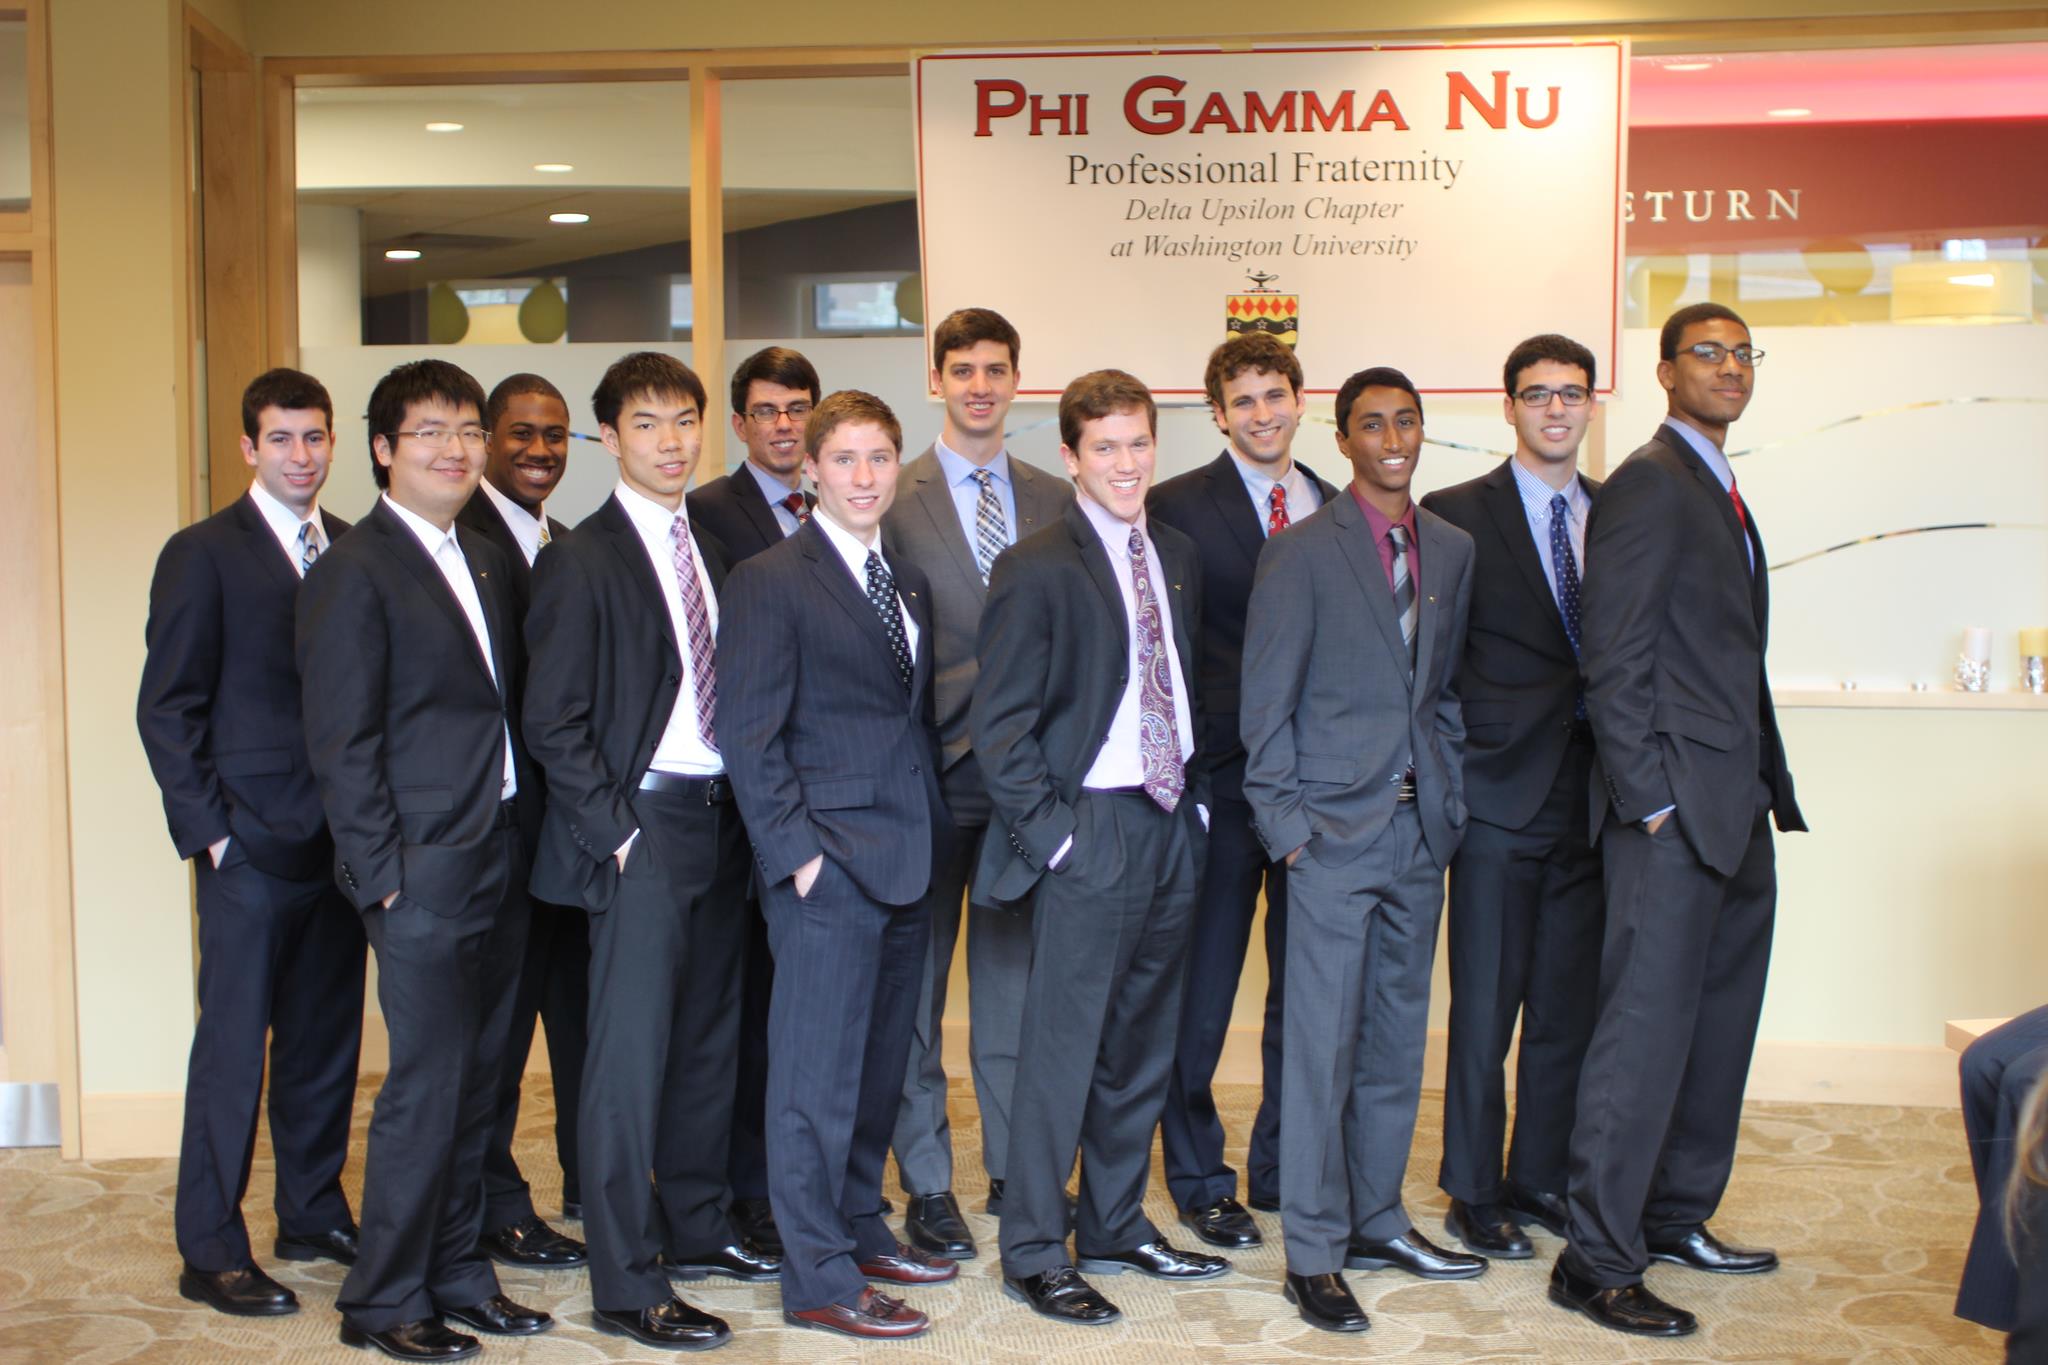 PHI GAMMA NU
Professional Fraternity
Delta Upsilon Chapter
at Washington University
ETURN